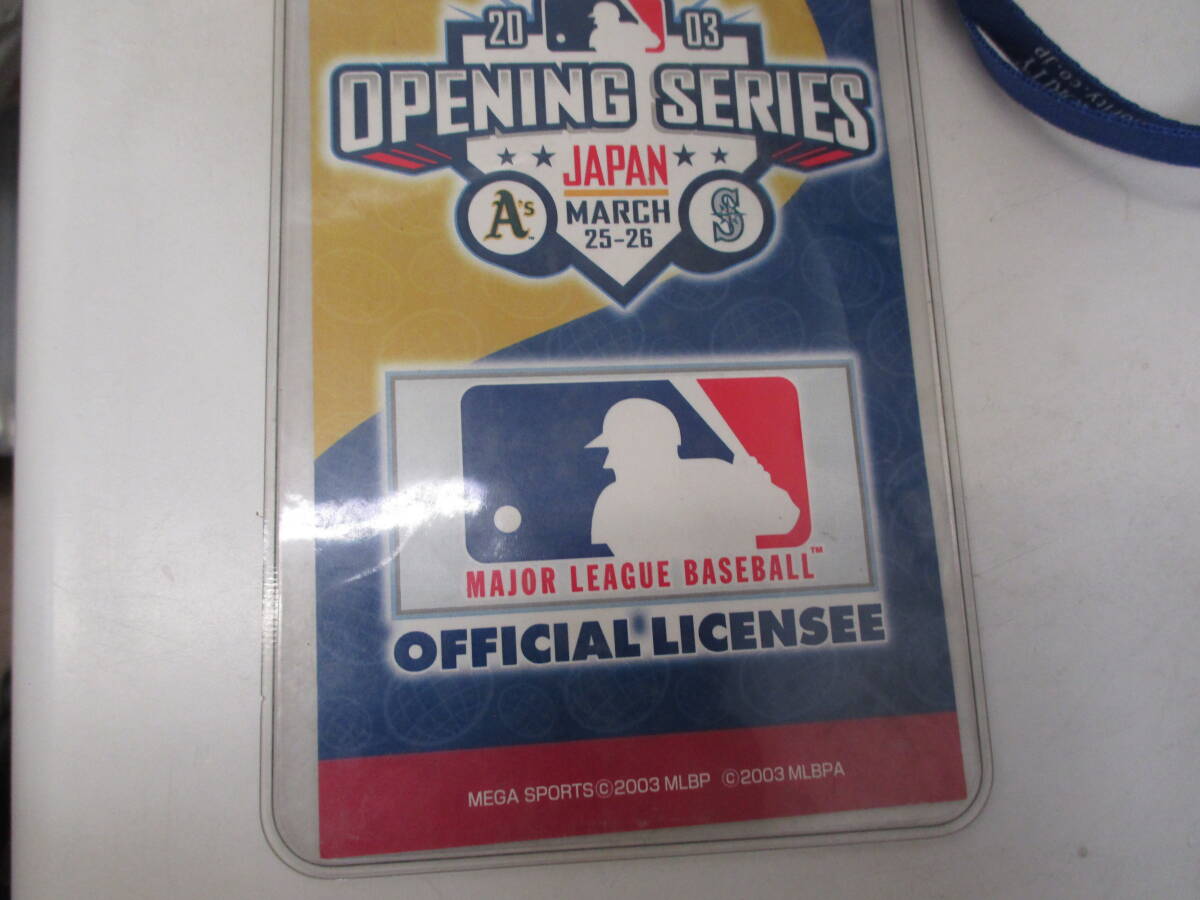 20 03
OPENING SERIES
JAPAN
MARCH
25-26
A's
S
MAJOR LEAGUE BASEBALL™
OFFICIAL LICENSEE
MEGA SPORTS©2003 MLBP ©2003 MLBPA